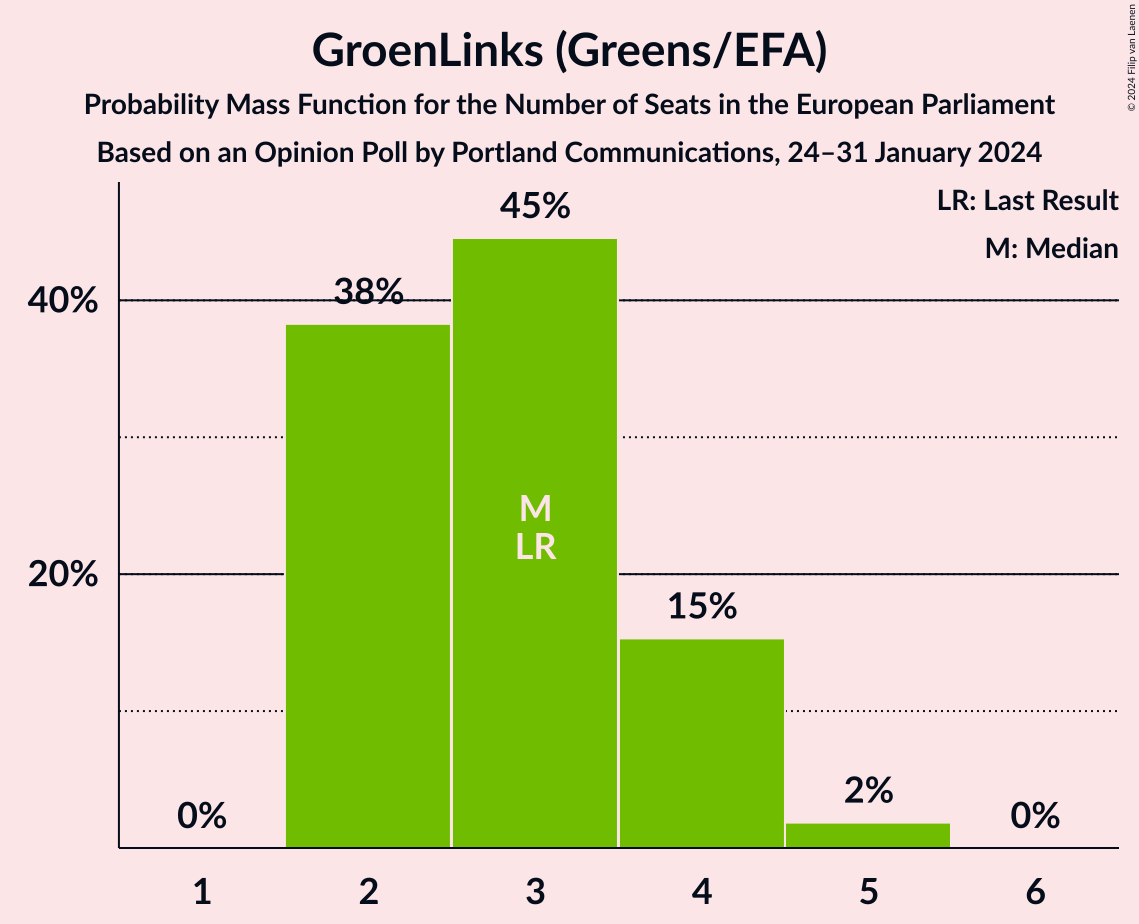 GroenLinks (Greens/EFA)
Probability Mass Function for the Number of Seats in the European Parliament
Based on an Opinion Poll by Portland Communications, 24–31 January 2024
© 2024 Filip van Laenen
LR: Last Result
M: Median
45%
38%
40%
M
LR
20%
15%
2%
0%
0%
1
2
3
4
5
6